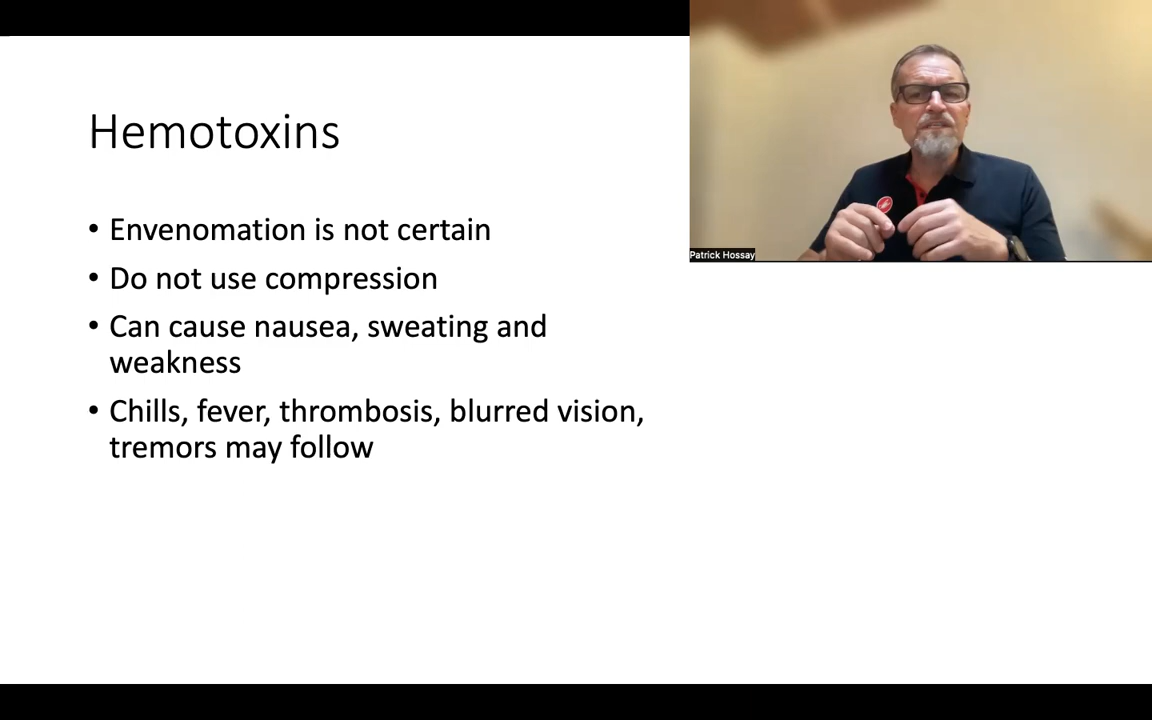 Hemotoxins
• Envenomation is not certain
• Do not use compression
• Can cause nausea, sweating and
weakness
• Chills, fever, thrombosis, blurred vision,
tremors may follow
Patrick Hossay